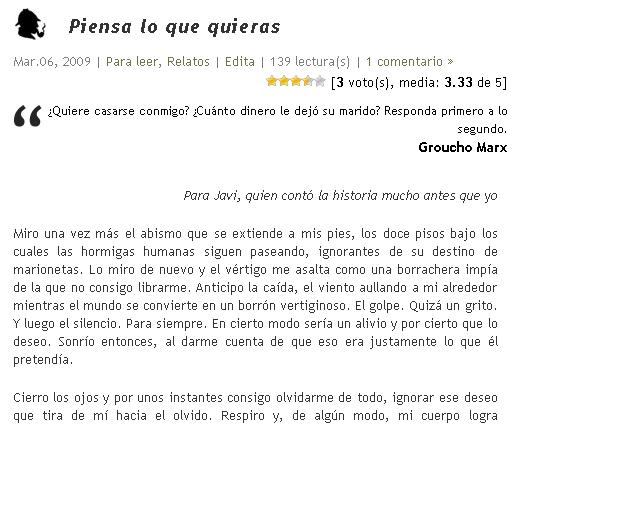 Piensa lo que quieras
Mar.06, 2009 | Para leer, Relatos | Edita | 139 lectura(s) | 1 comentario »
[3 voto(s), media: 3.33 de 5]
“ ¿Quiere casarse conmigo? ¿Cuánto dinero le dejó su marido? Responda primero a lo
segundo.
Groucho Marx
Para Javi, quien contó la historia mucho antes que yo
Miro una vez más el abismo que se extiende a mis pies, los doce pisos bajo los
cuales las hormigas humanas siguen paseando, ignorantes de su destino de
marionetas. Lo miro de nuevo y el vértigo me asalta como una borrachera impía
de la que no consigo librarme. Anticipo la caída, el viento aullando a mi alrededor
mientras el mundo se convierte en un borrón vertiginoso. El golpe. Quizá un grito.
Y luego el silencio. Para siempre. En cierto modo sería un alivio y por cierto que lo
deseo. Sonrío entonces, al darme cuenta de que eso era justamente lo que él
pretendía.
Cierro los ojos y por unos instantes consigo olvidarme de todo, ignorar ese deseo
que tira de mí hacia el olvido. Respiro y, de algún modo, mi cuerpo logra